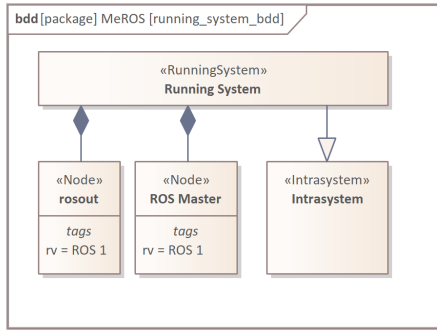 bdd [package] MeROS [running_system_bdd]
«RunningSystem»
Running System
«Node»
rosout
tags
rv = ROS 1
«Node»
ROS Master
tags
rv = ROS 1
«Intrasystem»
Intrasystem